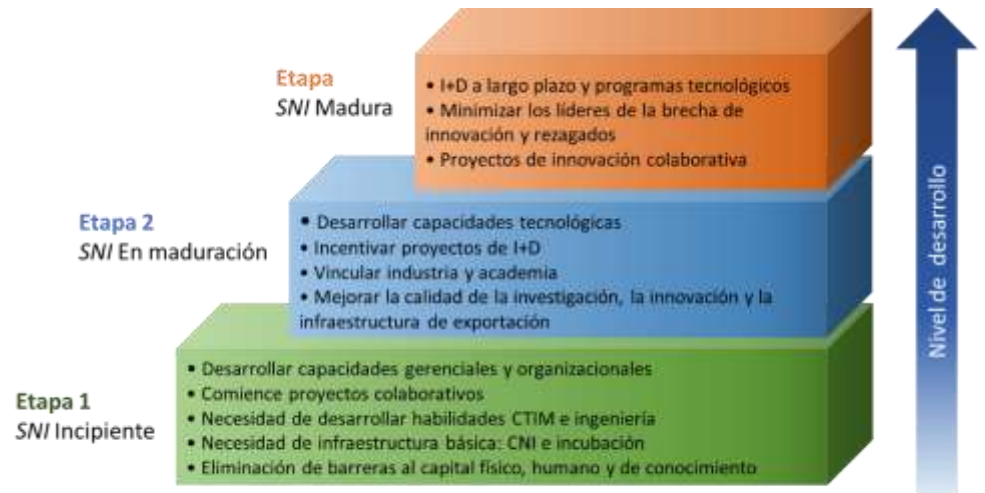 Etapa
SNI Madura
• I+D a largo plazo y programas tecnológicos
• Minimizar los líderes de la brecha de
innovación y rezagados
• Proyectos de innovación colaborativa
Etapa 2
SNI En maduración
• Desarrollar capacidades tecnológicas
• Incentivar proyectos de I+D
• Vincular industria y academia
• Mejorar la calidad de la investigación, la innovación y la
infraestructura de exportación
Etapa 1
SNI Incipiente
• Desarrollar capacidades gerenciales y organizacionales
• Comience proyectos colaborativos
• Necesidad de desarrollar habilidades CTIM e ingeniería
• Necesidad de infraestructura básica: CNI e incubación
• Eliminación de barreras al capital físico, humano y de conocimiento
Nivel de desarrollo